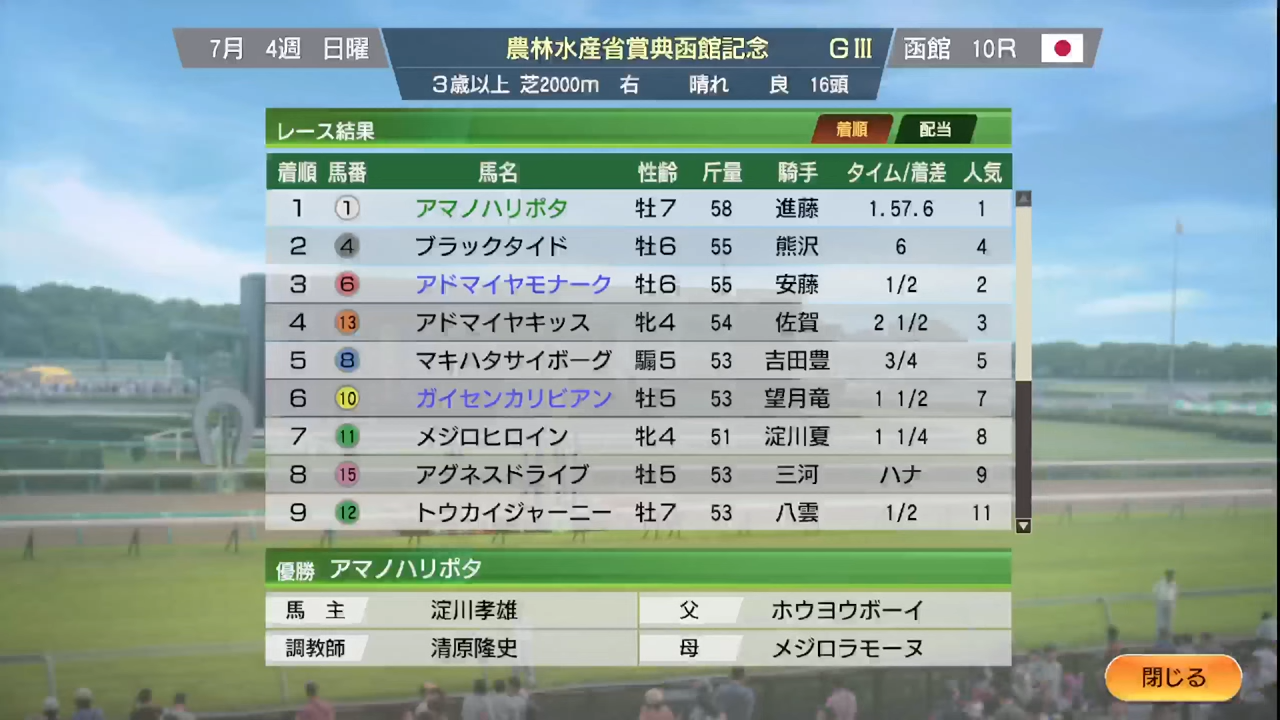 7月 4週 日曜 農林水産省賞典函館記念 GⅢ 函館 10R
3歳以上 芝2000m 右 晴れ 良 16頭
レース結果 着順 配当
着順 馬番 馬名 性齢 斤量 騎手 タイム/着差 人気
1 1 アマノハリポタ 牡7 58 進藤 1.57.6 1
2 4 ブラックタイド 牡6 55 熊沢 6 4
3 6 アドマイヤモナーク 牡6 55 安藤 1/2 2
4 13 アドマイヤキッス 牝4 54 佐賀 2 1/2 3
5 8 マキハタサイボーグ 騸5 53 吉田豊 3/4 5
6 10 ガイセンカリビアン 牡5 53 望月竜 1 1/2 7
7 11 メジロヒロイン 牝4 51 淀川夏 1 1/4 8
8 15 アグネスドライブ 牡5 53 三河 ハナ 9
9 12 トウカイジャーニー 牡7 53 八雲 1/2 11
優勝 アマノハリポタ
馬主 淀川孝雄 父 ホウヨウボーイ
調教師 清原隆史 母 メジロラモーヌ
閉じる